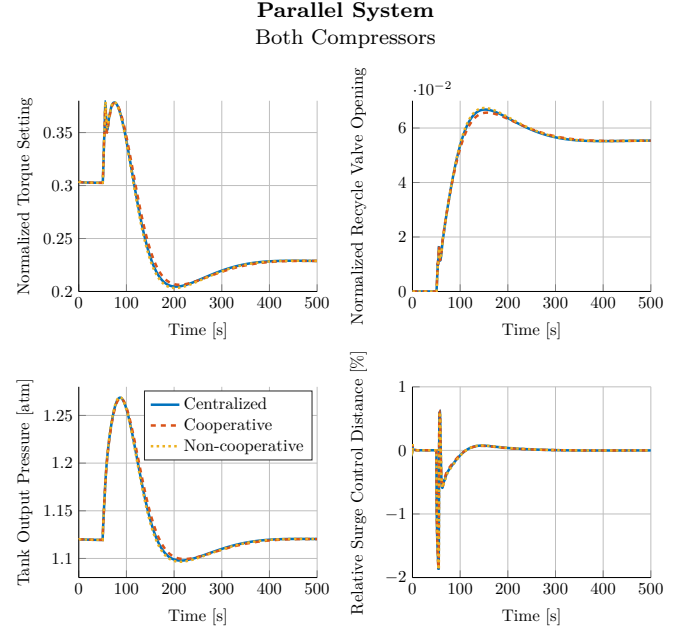 Parallel System
Both Compressors
Normalized Torque Setting
0.35
0.3
0.25
0.2
0 100 200 300 400 500
Time [s]
Normalized Recycle Valve Opening
·10−2
6
4
2
0
0 100 200 300 400 500
Time [s]
Tank Output Pressure [atm]
1.25
1.2
1.15
1.1
0 100 200 300 400 500
Time [s]
Centralized
Cooperative
Non-cooperative
Relative Surge Control Distance [%]
1
0
−1
−2
0 100 200 300 400 500
Time [s]